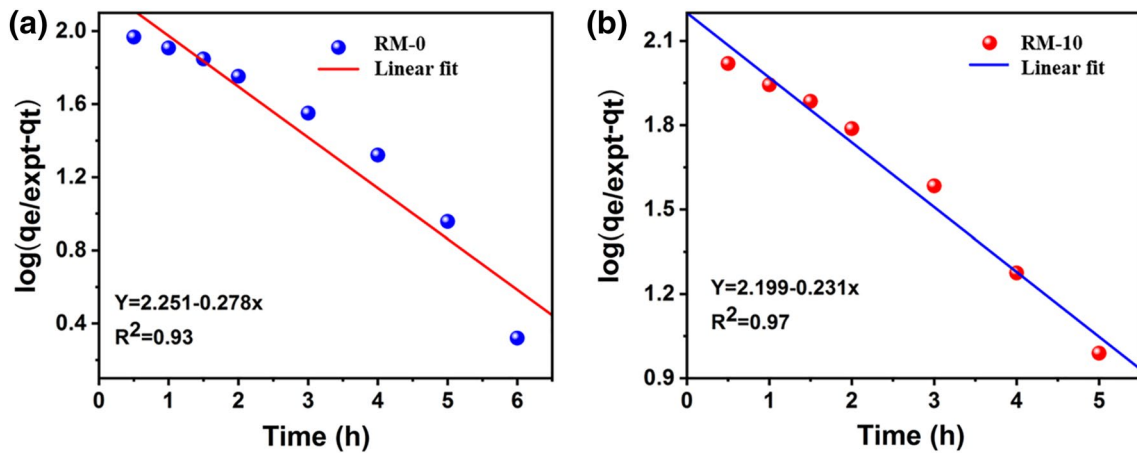 (a)
2.0
1.6
1.2
0.8
0.4
log(qe/expt-qt)
RM-0
Linear fit
Y=2.251-0.278x
R²=0.93
0 1 2 3 4 5 6
Time (h)
(b)
2.1
1.8
1.5
1.2
0.9
log(qe/expt-qt)
RM-10
Linear fit
Y=2.199-0.231x
R²=0.97
0 1 2 3 4 5
Time (h)